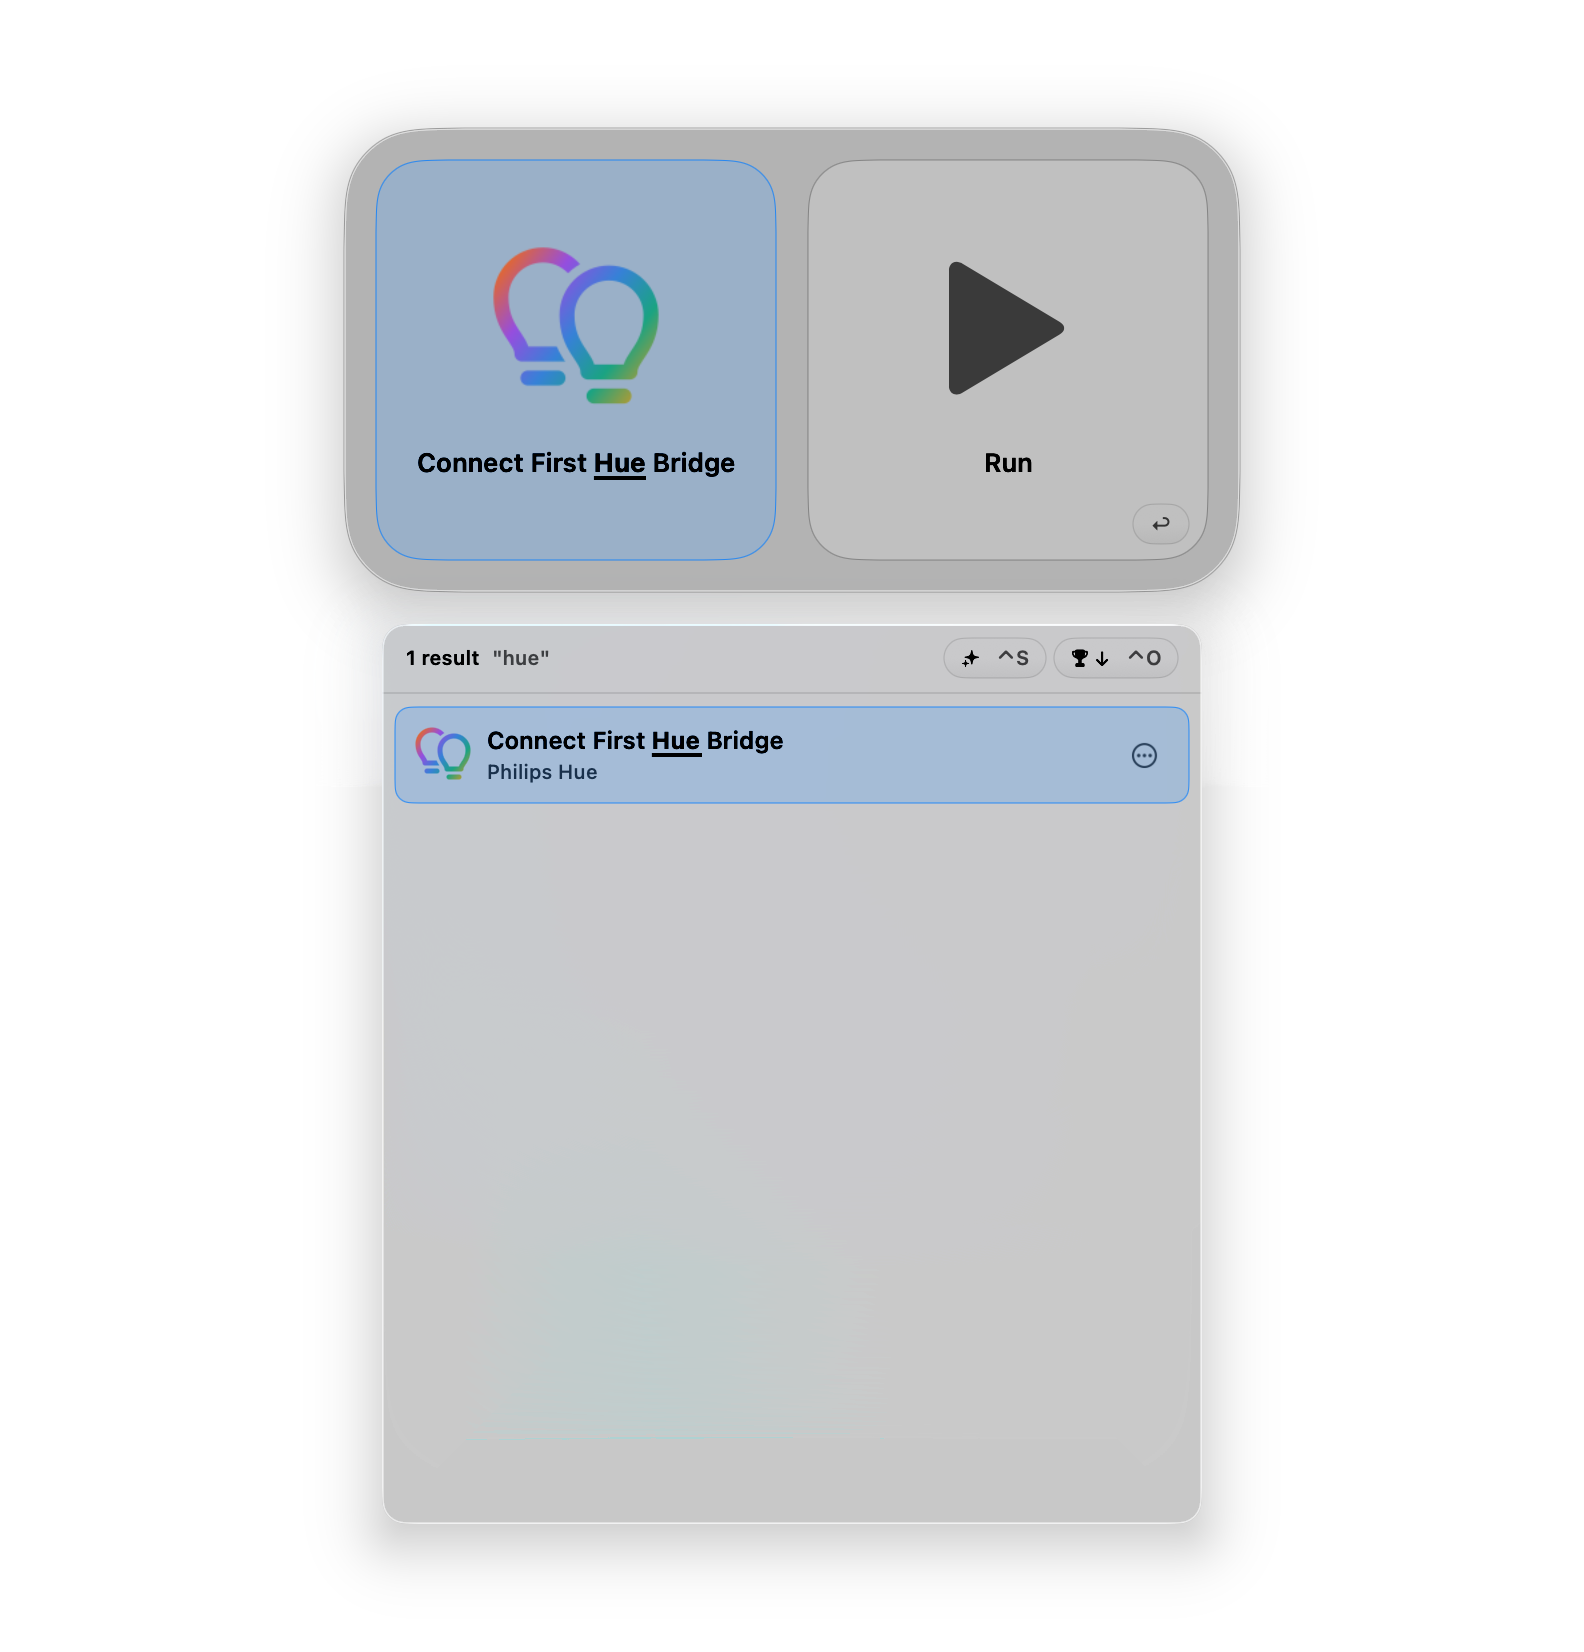 Connect First Hue Bridge
Run
1 result "hue"
^S
^O
Connect First Hue Bridge
Philips Hue